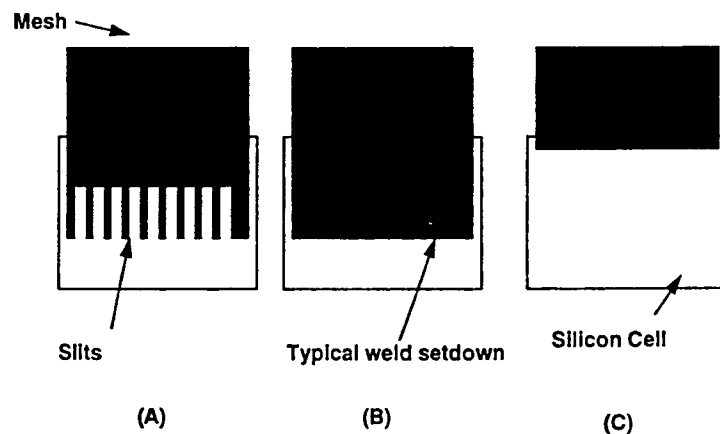 Mesh
Slits
Typical weld setdown
Silicon Cell
(A)
(B)
(C)